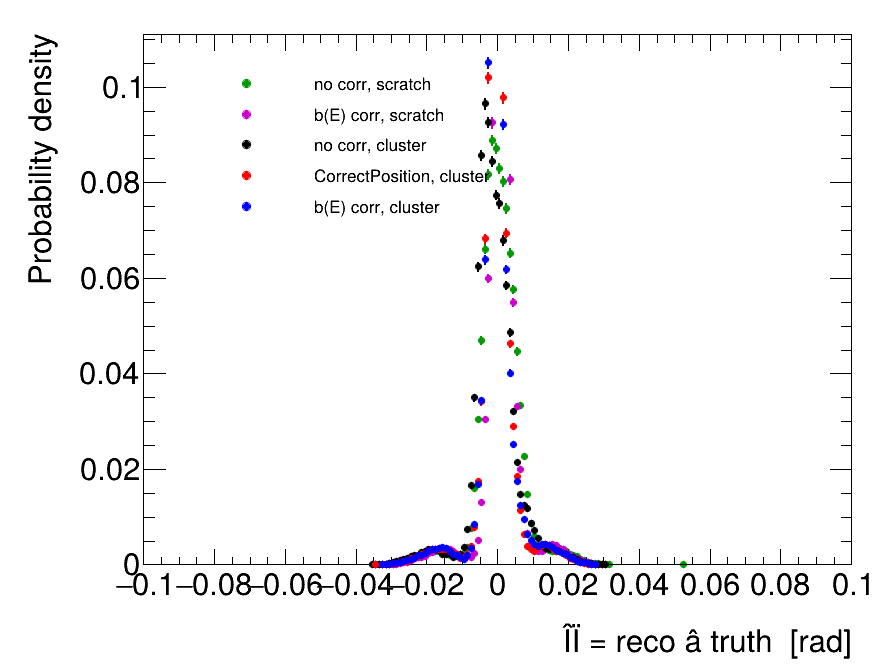 Probability density
0.1
0.08
0.06
0.04
0.02
0
no corr, scratch
b(E) corr, scratch
no corr, cluster
CorrectPosition, cluster
b(E) corr, cluster
−0.1 −0.08 −0.06 −0.04 −0.02 0 0.02 0.04 0.06 0.08 0.1
ÎÏ = reco â truth [rad]